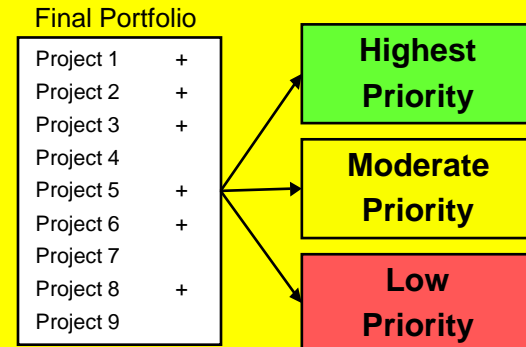 Final Portfolio
Project 1 +
Project 2 +
Project 3 +
Project 4
Project 5 +
Project 6 +
Project 7
Project 8 +
Project 9
Highest
Priority
Moderate
Priority
Low
Priority